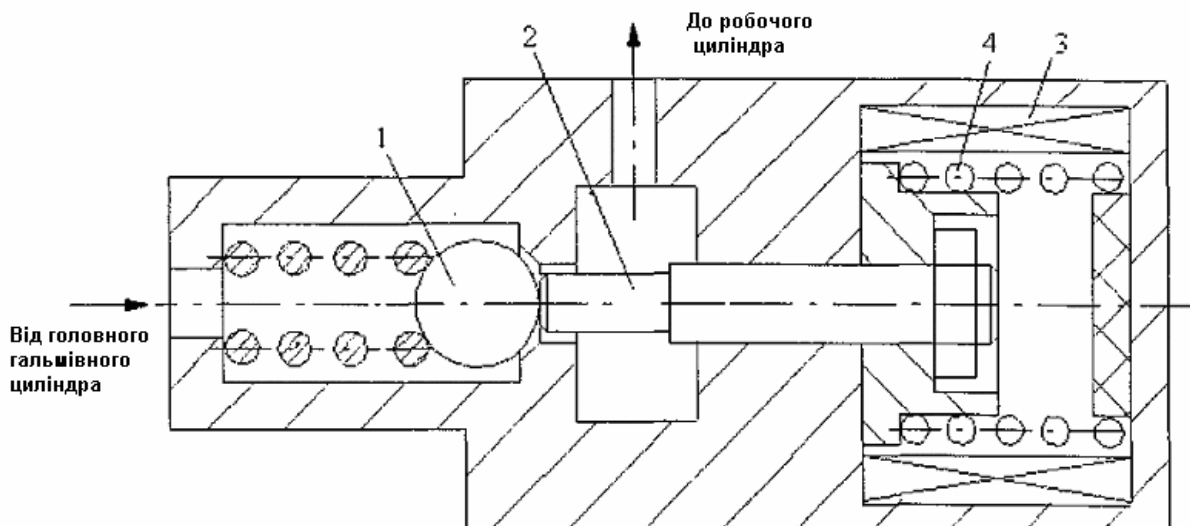 До робочого
циліндра
2
4
3
1
Від головного
гальмівного
циліндра